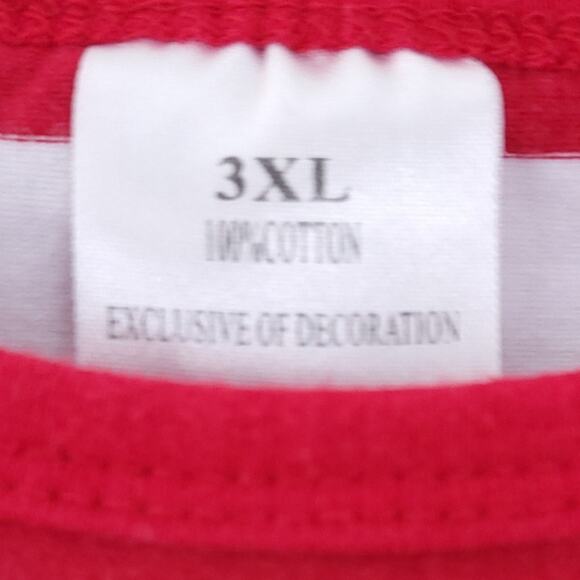 3XL
100%COTTON
EXCLUSIVE OF DECORATION